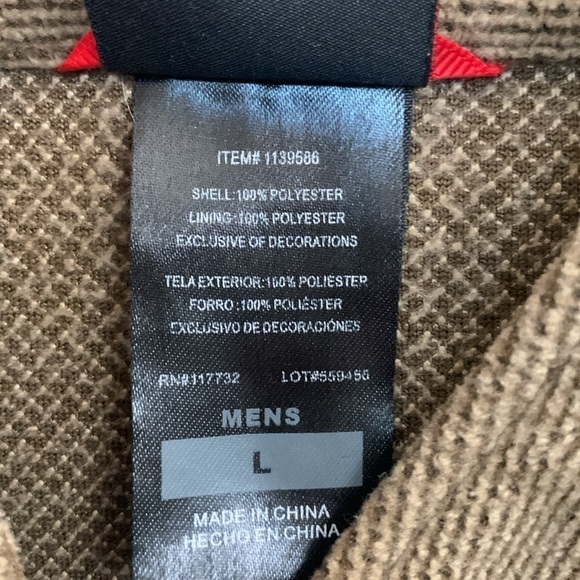 ITEM# 1139586
SHELL:100% POLYESTER
LINING:100% POLYESTER
EXCLUSIVE OF DECORATIONS
TELA EXTERIOR:100% POLIESTER
FORRO:100% POLIÉSTER
EXCLUSIVO DE DECORACIÓNES
RN#117732 LOT#559456
MENS
L
MADE IN CHINA
HECHO EN CHINA